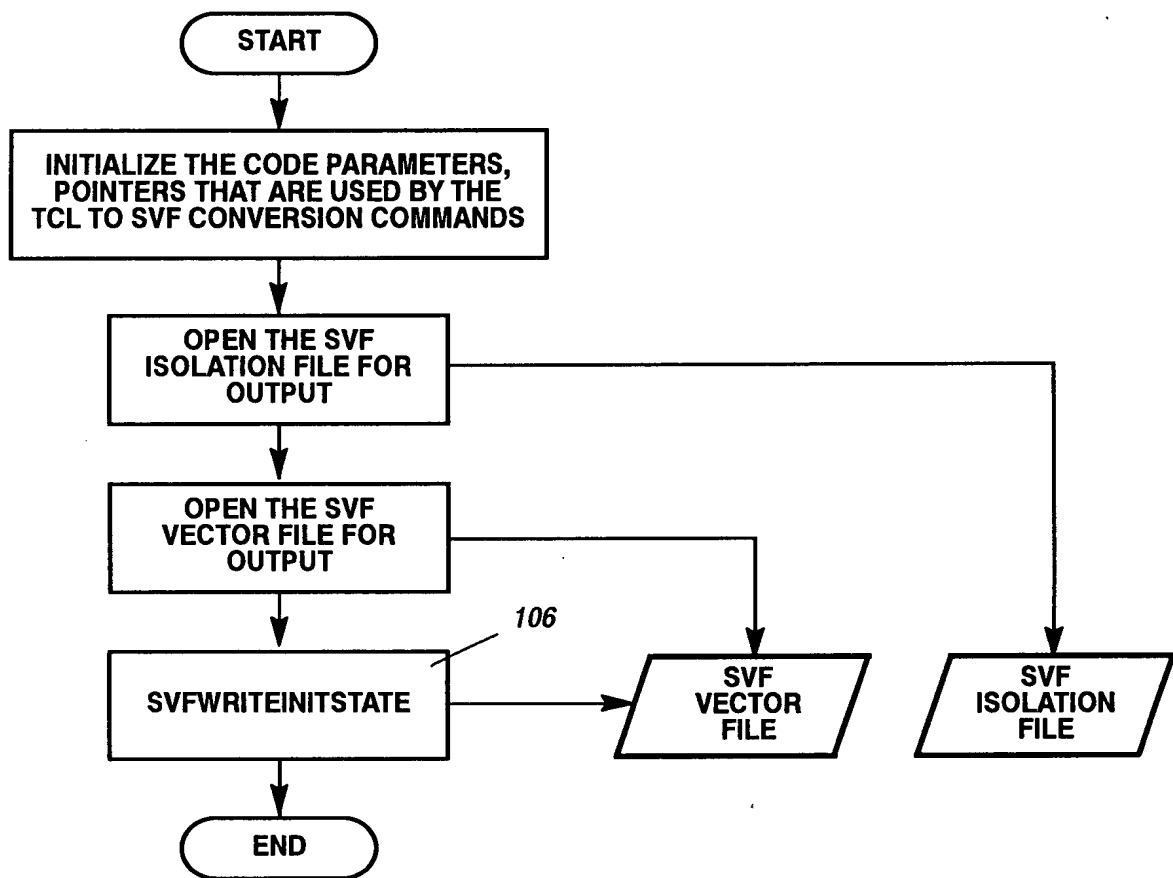 START
INITIALIZE THE CODE PARAMETERS,
POINTERS THAT ARE USED BY THE
TCL TO SVF CONVERSION COMMANDS
OPEN THE SVF
ISOLATION FILE FOR
OUTPUT
OPEN THE SVF
VECTOR FILE FOR
OUTPUT
106
SVFWRITEINITSTATE
SVF
VECTOR
FILE
SVF
ISOLATION
FILE
END